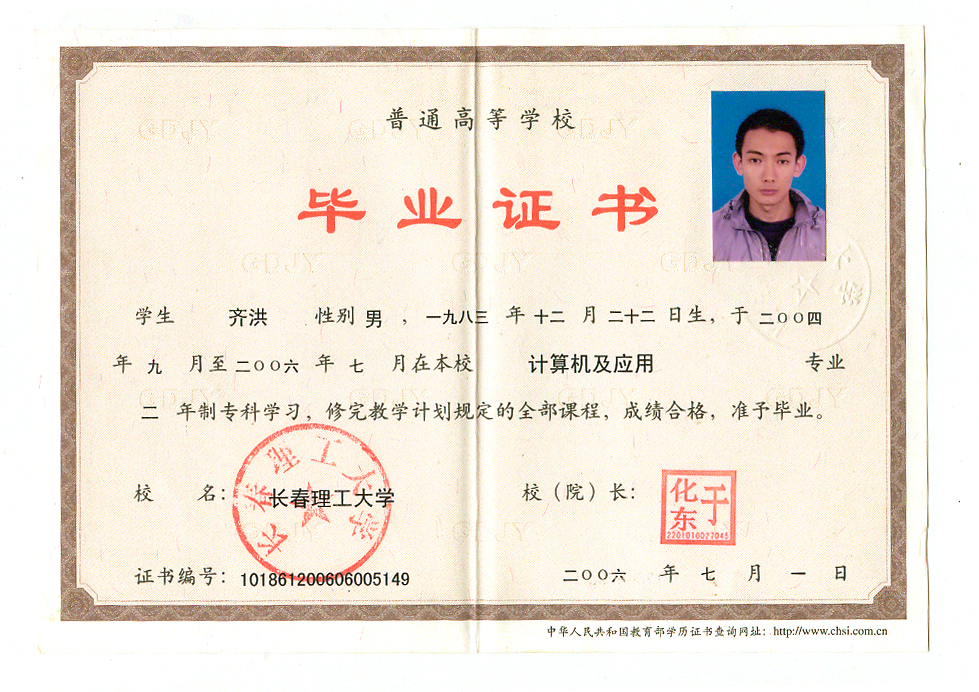 普通高等学校
毕业证书
学生 齐洪 性别 男 ，一九八三 年 十二 月 二十二 日生，于 二〇〇四
年 九 月至 二〇〇六 年 七 月在本校 计算机及应用 专业
二 年制专科学习，修完教学计划规定的全部课程，成绩合格，准予毕业。
校 名： 长春理工大学
长春理工大学
校（院）长：
于化东
2201010027045
证书编号：101861200606005149
二〇〇六 年 七 月 一 日
中华人民共和国教育部学历证书查询网址：http://www.chsi.com.cn